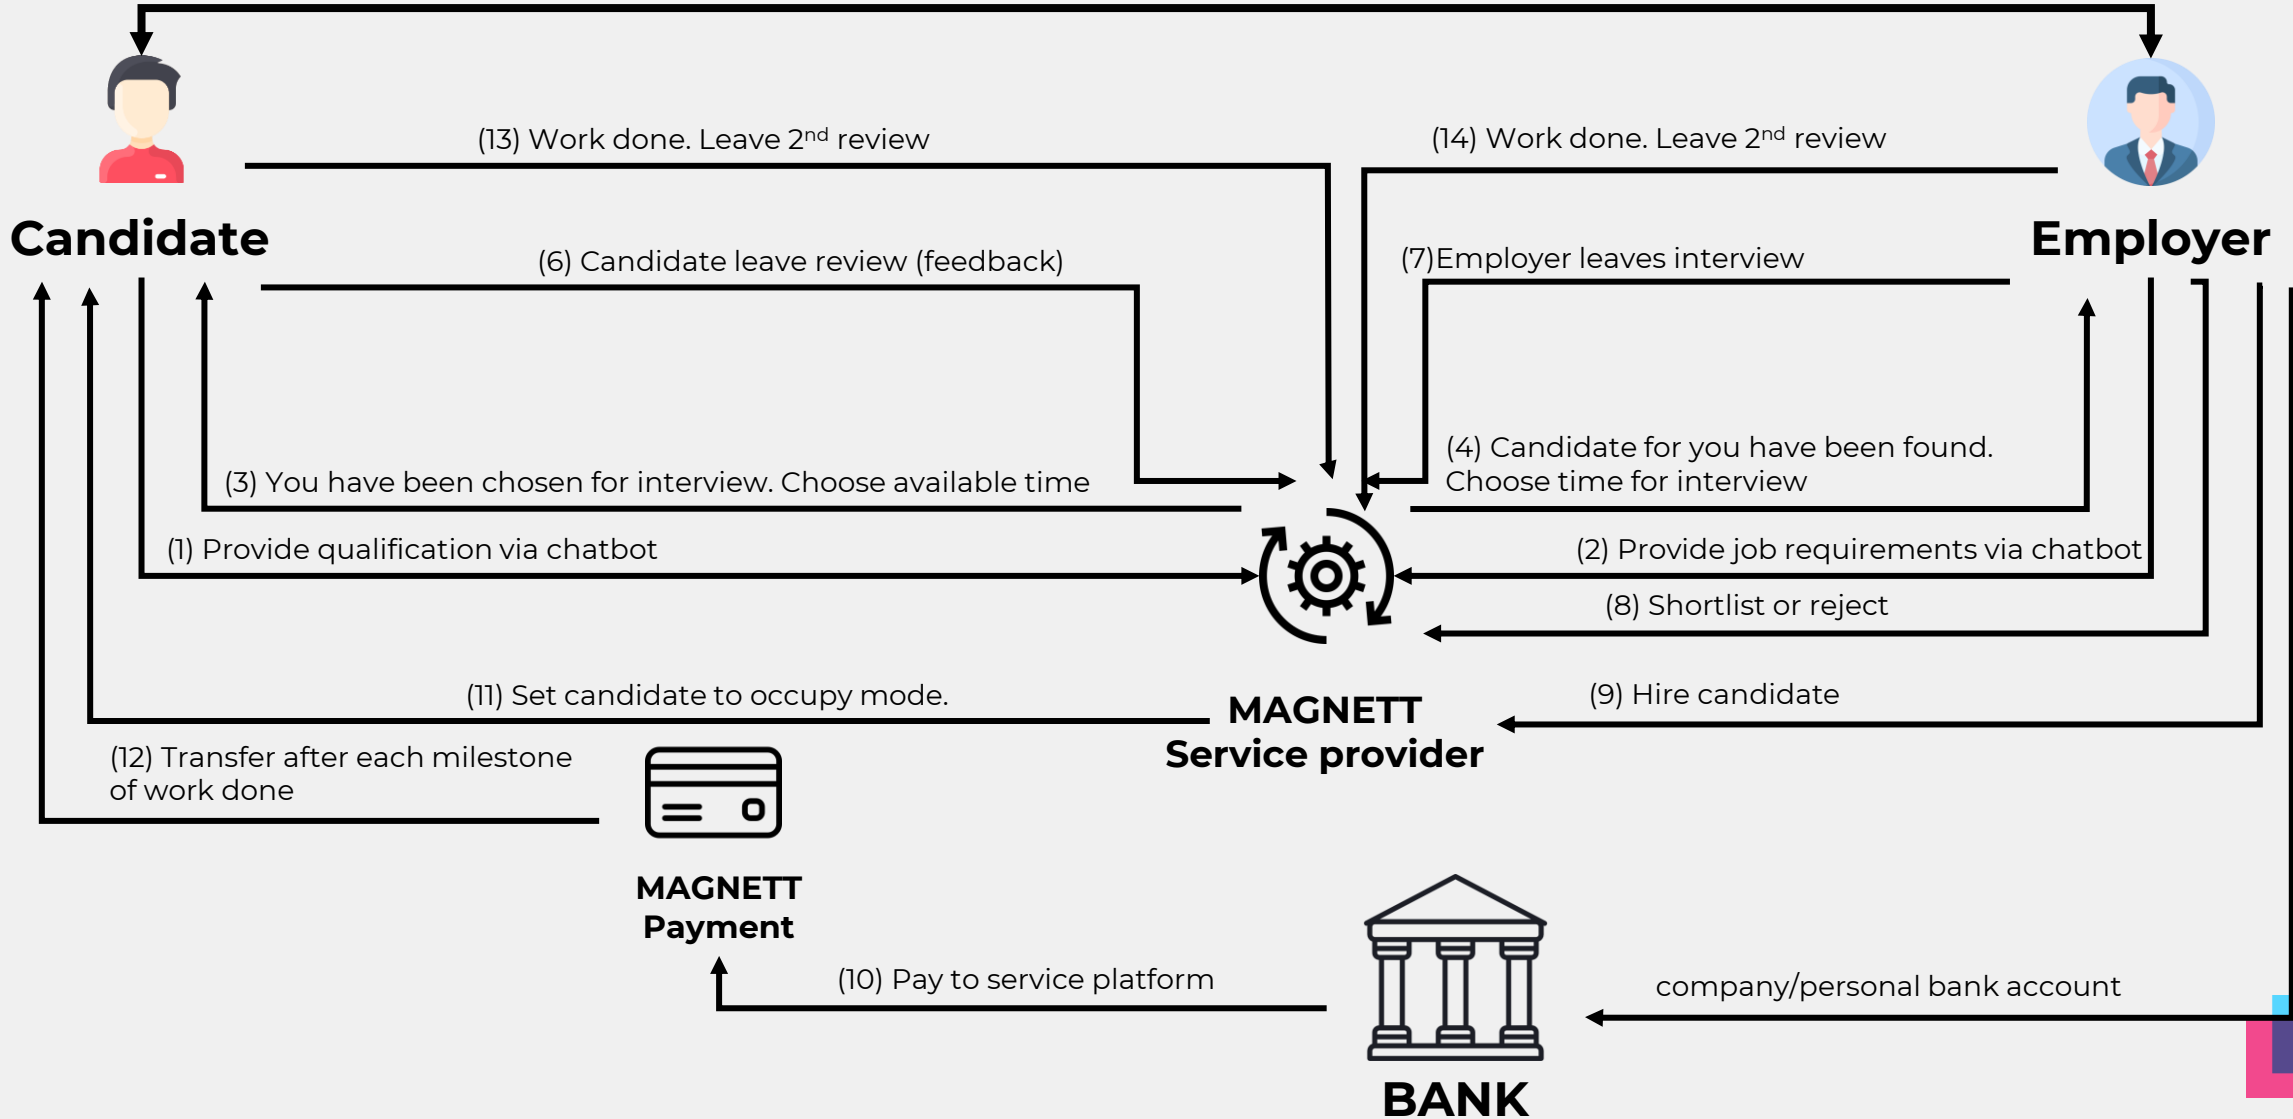 (13) Work done. Leave 2nd review
(14) Work done. Leave 2nd review
Candidate
Employer
(6) Candidate leave review (feedback)
(7)Employer leaves interview
(4) Candidate for you have been found.
Choose time for interview
(3) You have been chosen for interview. Choose available time
(1) Provide qualification via chatbot
(2) Provide job requirements via chatbot
(8) Shortlist or reject
(11) Set candidate to occupy mode.
(9) Hire candidate
MAGNETT
Service provider
(12) Transfer after each milestone
of work done
MAGNETT
Payment
(10) Pay to service platform
company/personal bank account
BANK